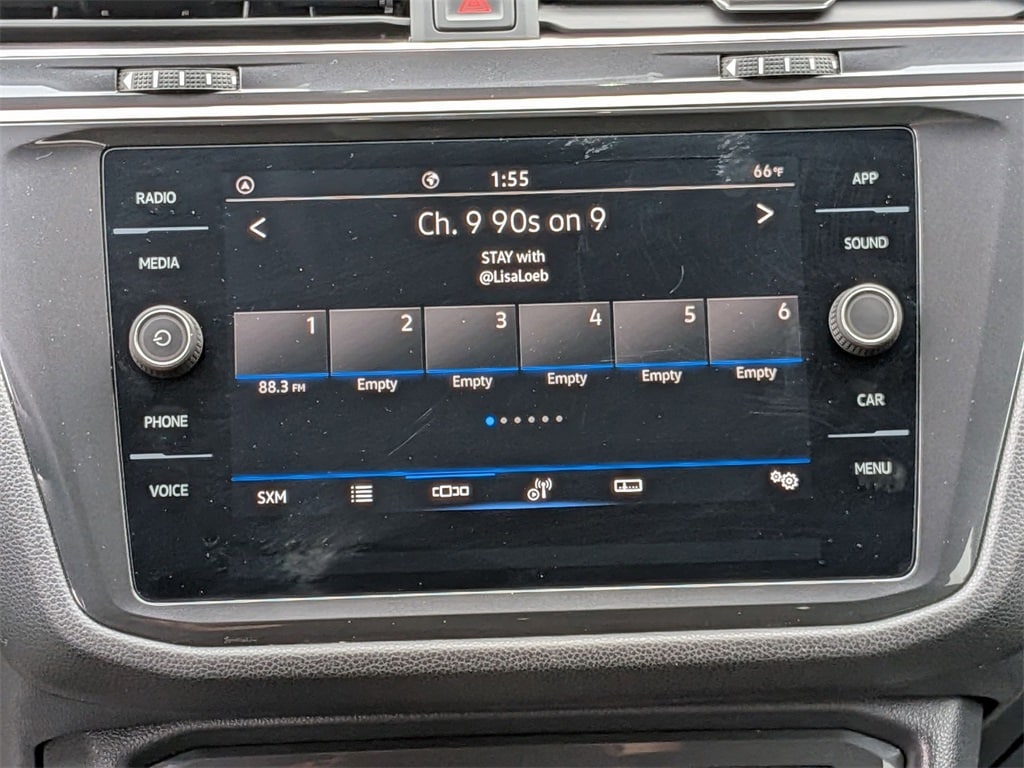 RADIO
MEDIA
PHONE
VOICE
1:55
66°F
Ch. 9 90s on 9
STAY with
@LisaLoeb
1 2 3 4 5 6
88.3 FM Empty Empty Empty Empty Empty
SXM
APP
SOUND
CAR
MENU